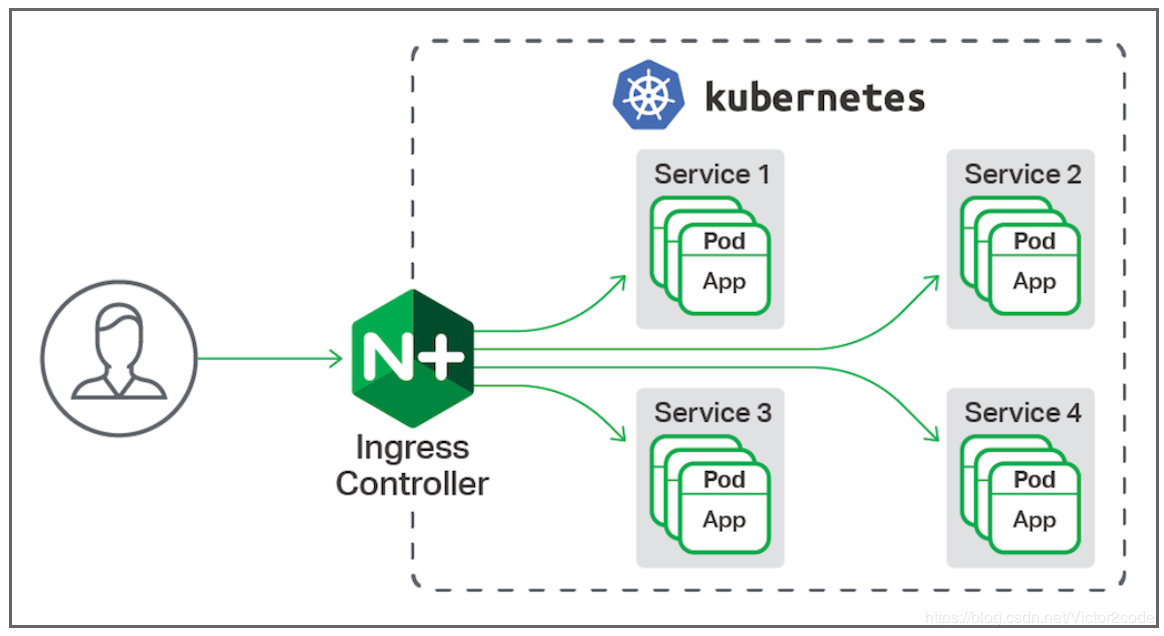 kubernetes
Service 1
Pod
App
Service 2
Pod
App
N+
Ingress
Controller
Service 3
Pod
App
Service 4
Pod
App
https://blog.csdn.net/Victor2code